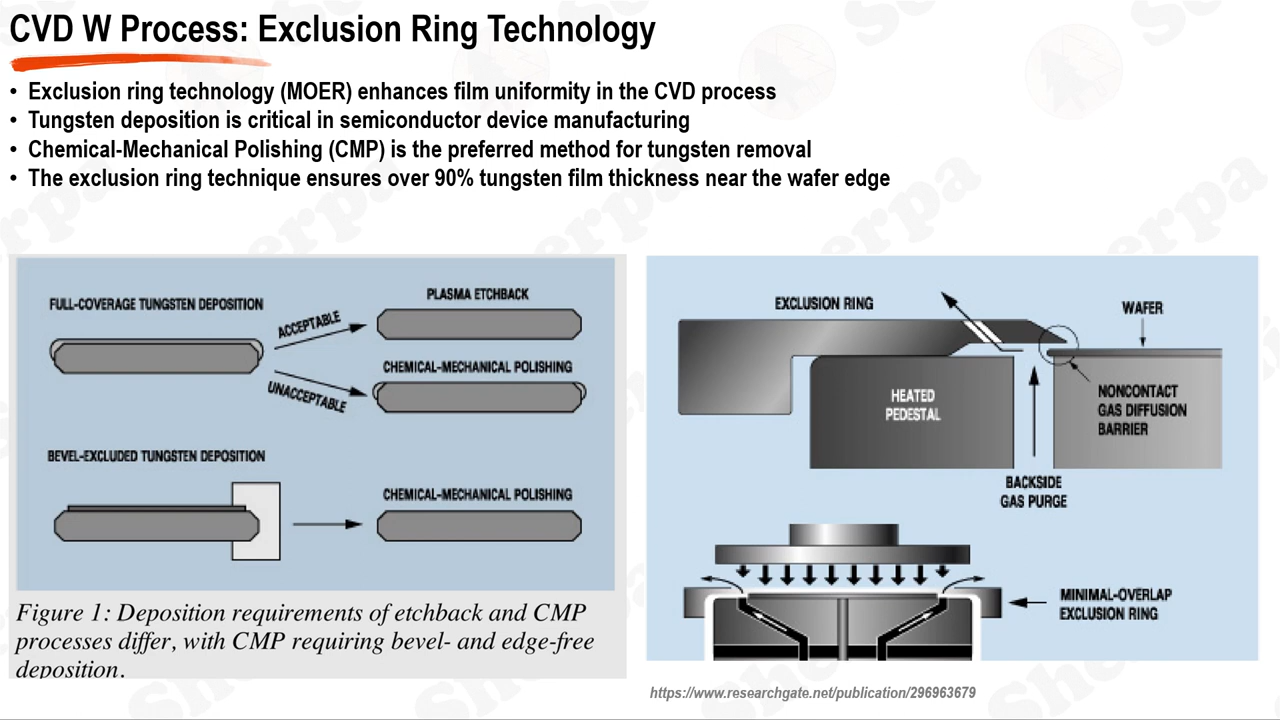 CVD W Process: Exclusion Ring Technology
• Exclusion ring technology (MOER) enhances film uniformity in the CVD process
• Tungsten deposition is critical in semiconductor device manufacturing
• Chemical-Mechanical Polishing (CMP) is the preferred method for tungsten removal
• The exclusion ring technique ensures over 90% tungsten film thickness near the wafer edge
FULL-COVERAGE TUNGSTEN DEPOSITION
ACCEPTABLE
UNACCEPTABLE
PLASMA ETCHBACK
CHEMICAL-MECHANICAL POLISHING
BEVEL-EXCLUDED TUNGSTEN DEPOSITION
CHEMICAL-MECHANICAL POLISHING
Figure 1: Deposition requirements of etchback and CMP
processes differ, with CMP requiring bevel- and edge-free
deposition.
EXCLUSION RING
WAFER
HEATED
PEDESTAL
NONCONTACT
GAS DIFFUSION
BARRIER
BACKSIDE
GAS PURGE
MINIMAL-OVERLAP
EXCLUSION RING
https://www.researchgate.net/publication/296963679